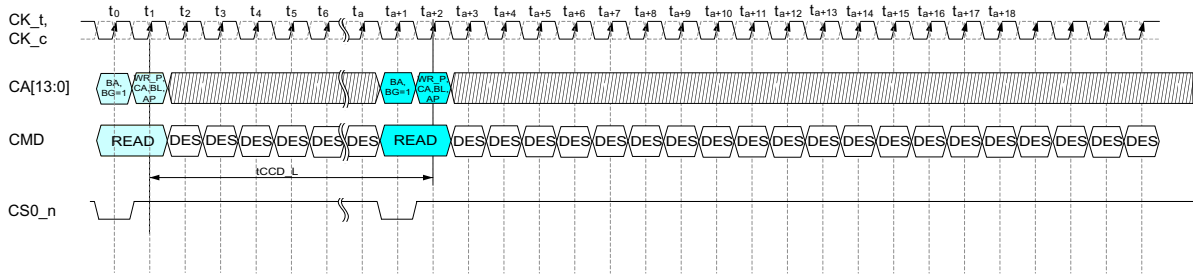 CK_t, t0 t1 t2 t3 t4 t5 t6 ta ta+1 ta+2 ta+3 ta+4 ta+5 ta+6 ta+7 ta+8 ta+9 ta+10 ta+11 ta+12 ta+13 ta+14 ta+15 ta+16 ta+17 ta+18
CK_c
CA[13:0]
BA,
BG=1
WR_P
CA,BL,
AP
BA,
BG=1
WR_P
CA,BL,
AP
CMD READ DES DES DES DES DES DES READ DES DES DES DES DES DES DES DES DES DES DES DES DES DES DES DES DES DES DES DES
tCCD_L
CS0_n